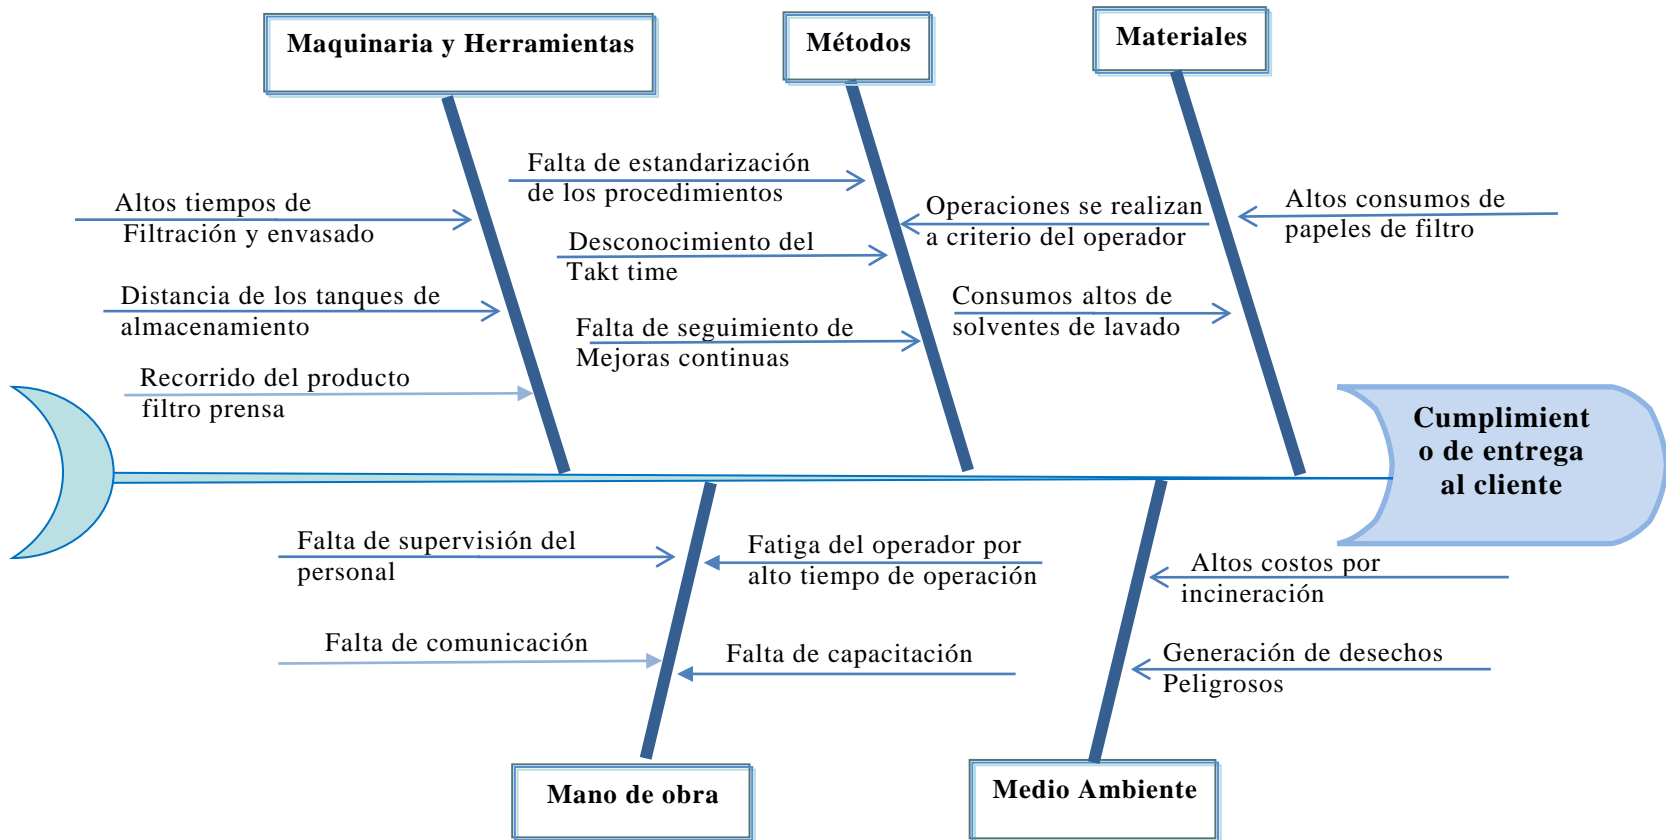 Maquinaria y Herramientas
Métodos
Materiales
Altos tiempos de
Filtración y envasado
Distancia de los tanques de
almacenamiento
Recorrido del producto
filtro prensa
Falta de estandarización
de los procedimientos
Desconocimiento del
Takt time
Falta de seguimiento de
Mejoras continuas
Operaciones se realizan
a criterio del operador
Consumos altos de
solventes de lavado
Altos consumos de
papeles de filtro
Cumplimient
o de entrega
al cliente
Falta de supervisión del
personal
Falta de comunicación
Fatiga del operador por
alto tiempo de operación
Falta de capacitación
Altos costos por
incineración
Generación de desechos
Peligrosos
Mano de obra
Medio Ambiente